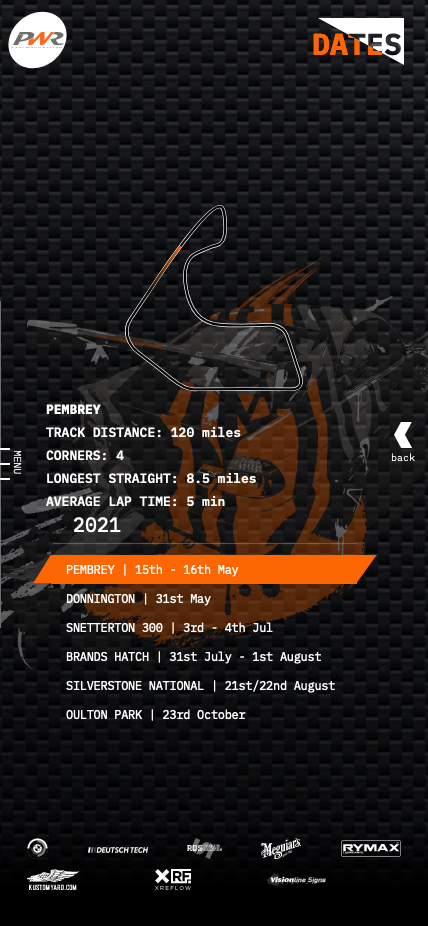 PWR
DATES
PEMBREY
TRACK DISTANCE: 120 miles
CORNERS: 4
LONGEST STRAIGHT: 8.5 miles
AVERAGE LAP TIME: 5 min
MENU
back
2021
PEMBREY | 15th - 16th May
DONNINGTON | 31st May
SNETTERTON 300 | 3rd - 4th Jul
BRANDS HATCH | 31st July - 1st August
SILVERSTONE NATIONAL | 21st/22nd August
OULTON PARK | 23rd October
DEUTSCH TECH
Meguiar's
RYMAX
KUSTOMYARD.COM
XRF
XREFLOW
Visionline Signs